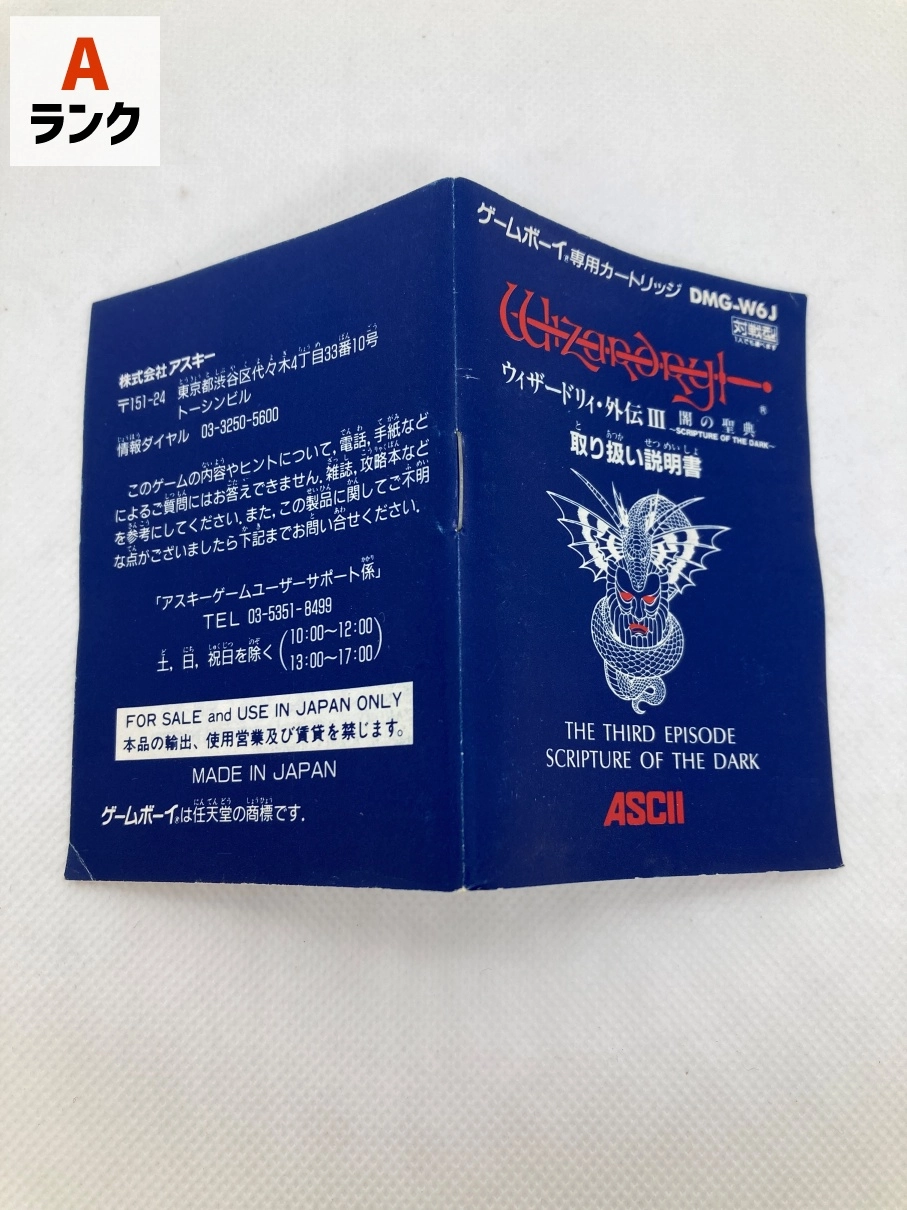 A
ランク
ゲームボーイ®専用カートリッジ DMG-W6J
1人でも遊べます
Wizardry
®
ウィザードリィ・外伝 III 闇の聖典
~SCRIPTURE OF THE DARK~
取り扱い説明書
THE THIRD EPISODE
SCRIPTURE OF THE DARK
ASCII
株式会社アスキー
〒151-24 東京都渋谷区代々木4丁目33番10号
トーシンビル
情報ダイヤル 03-3250-5600
このゲームの内容やヒントについて,電話,手紙など
によるご質問にはお答えできません.雑誌,攻略本など
を参考にしてください.また,この製品に関してご不明
な点がございましたら下記までお問い合せください.
「アスキーゲームユーザーサポート係」
TEL 03-5351-8499
土,日,祝日を除く(10:00~12:00
13:00~17:00)
FOR SALE and USE IN JAPAN ONLY
本品の輸出、使用営業及び賃貸を禁じます。
MADE IN JAPAN
ゲームボーイ®は任天堂の商標です.